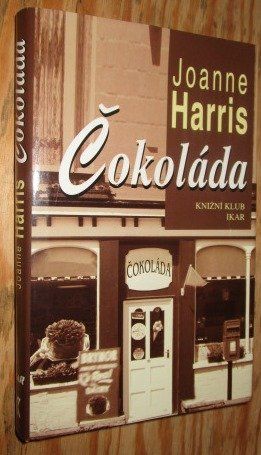 Joanne
Harris
Čokoláda
KNIŽNÍ KLUB
IKAR
ČOKOLÁDA
Joanne Harris Čokoláda